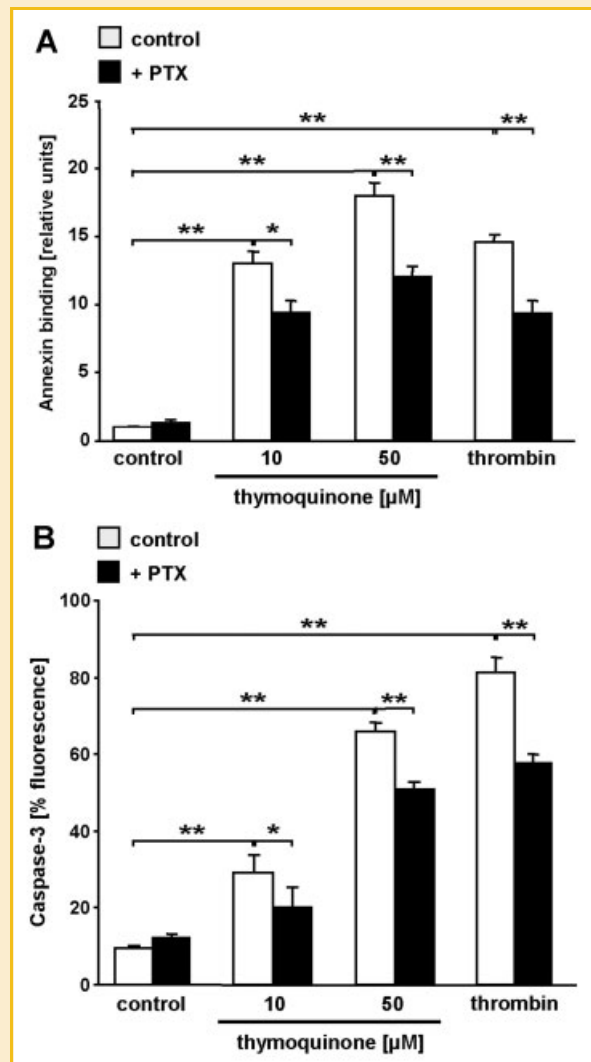 A
control
+ PTX
Annexin binding [relative units]
25
20
15
10
5
0
**
**
**
**
**
*
control
10
50
thrombin
thymoquinone [µM]
B
control
+ PTX
Caspase-3 [% fluorescence]
100
80
60
40
20
0
**
**
**
**
**
*
control
10
50
thrombin
thymoquinone [µM]